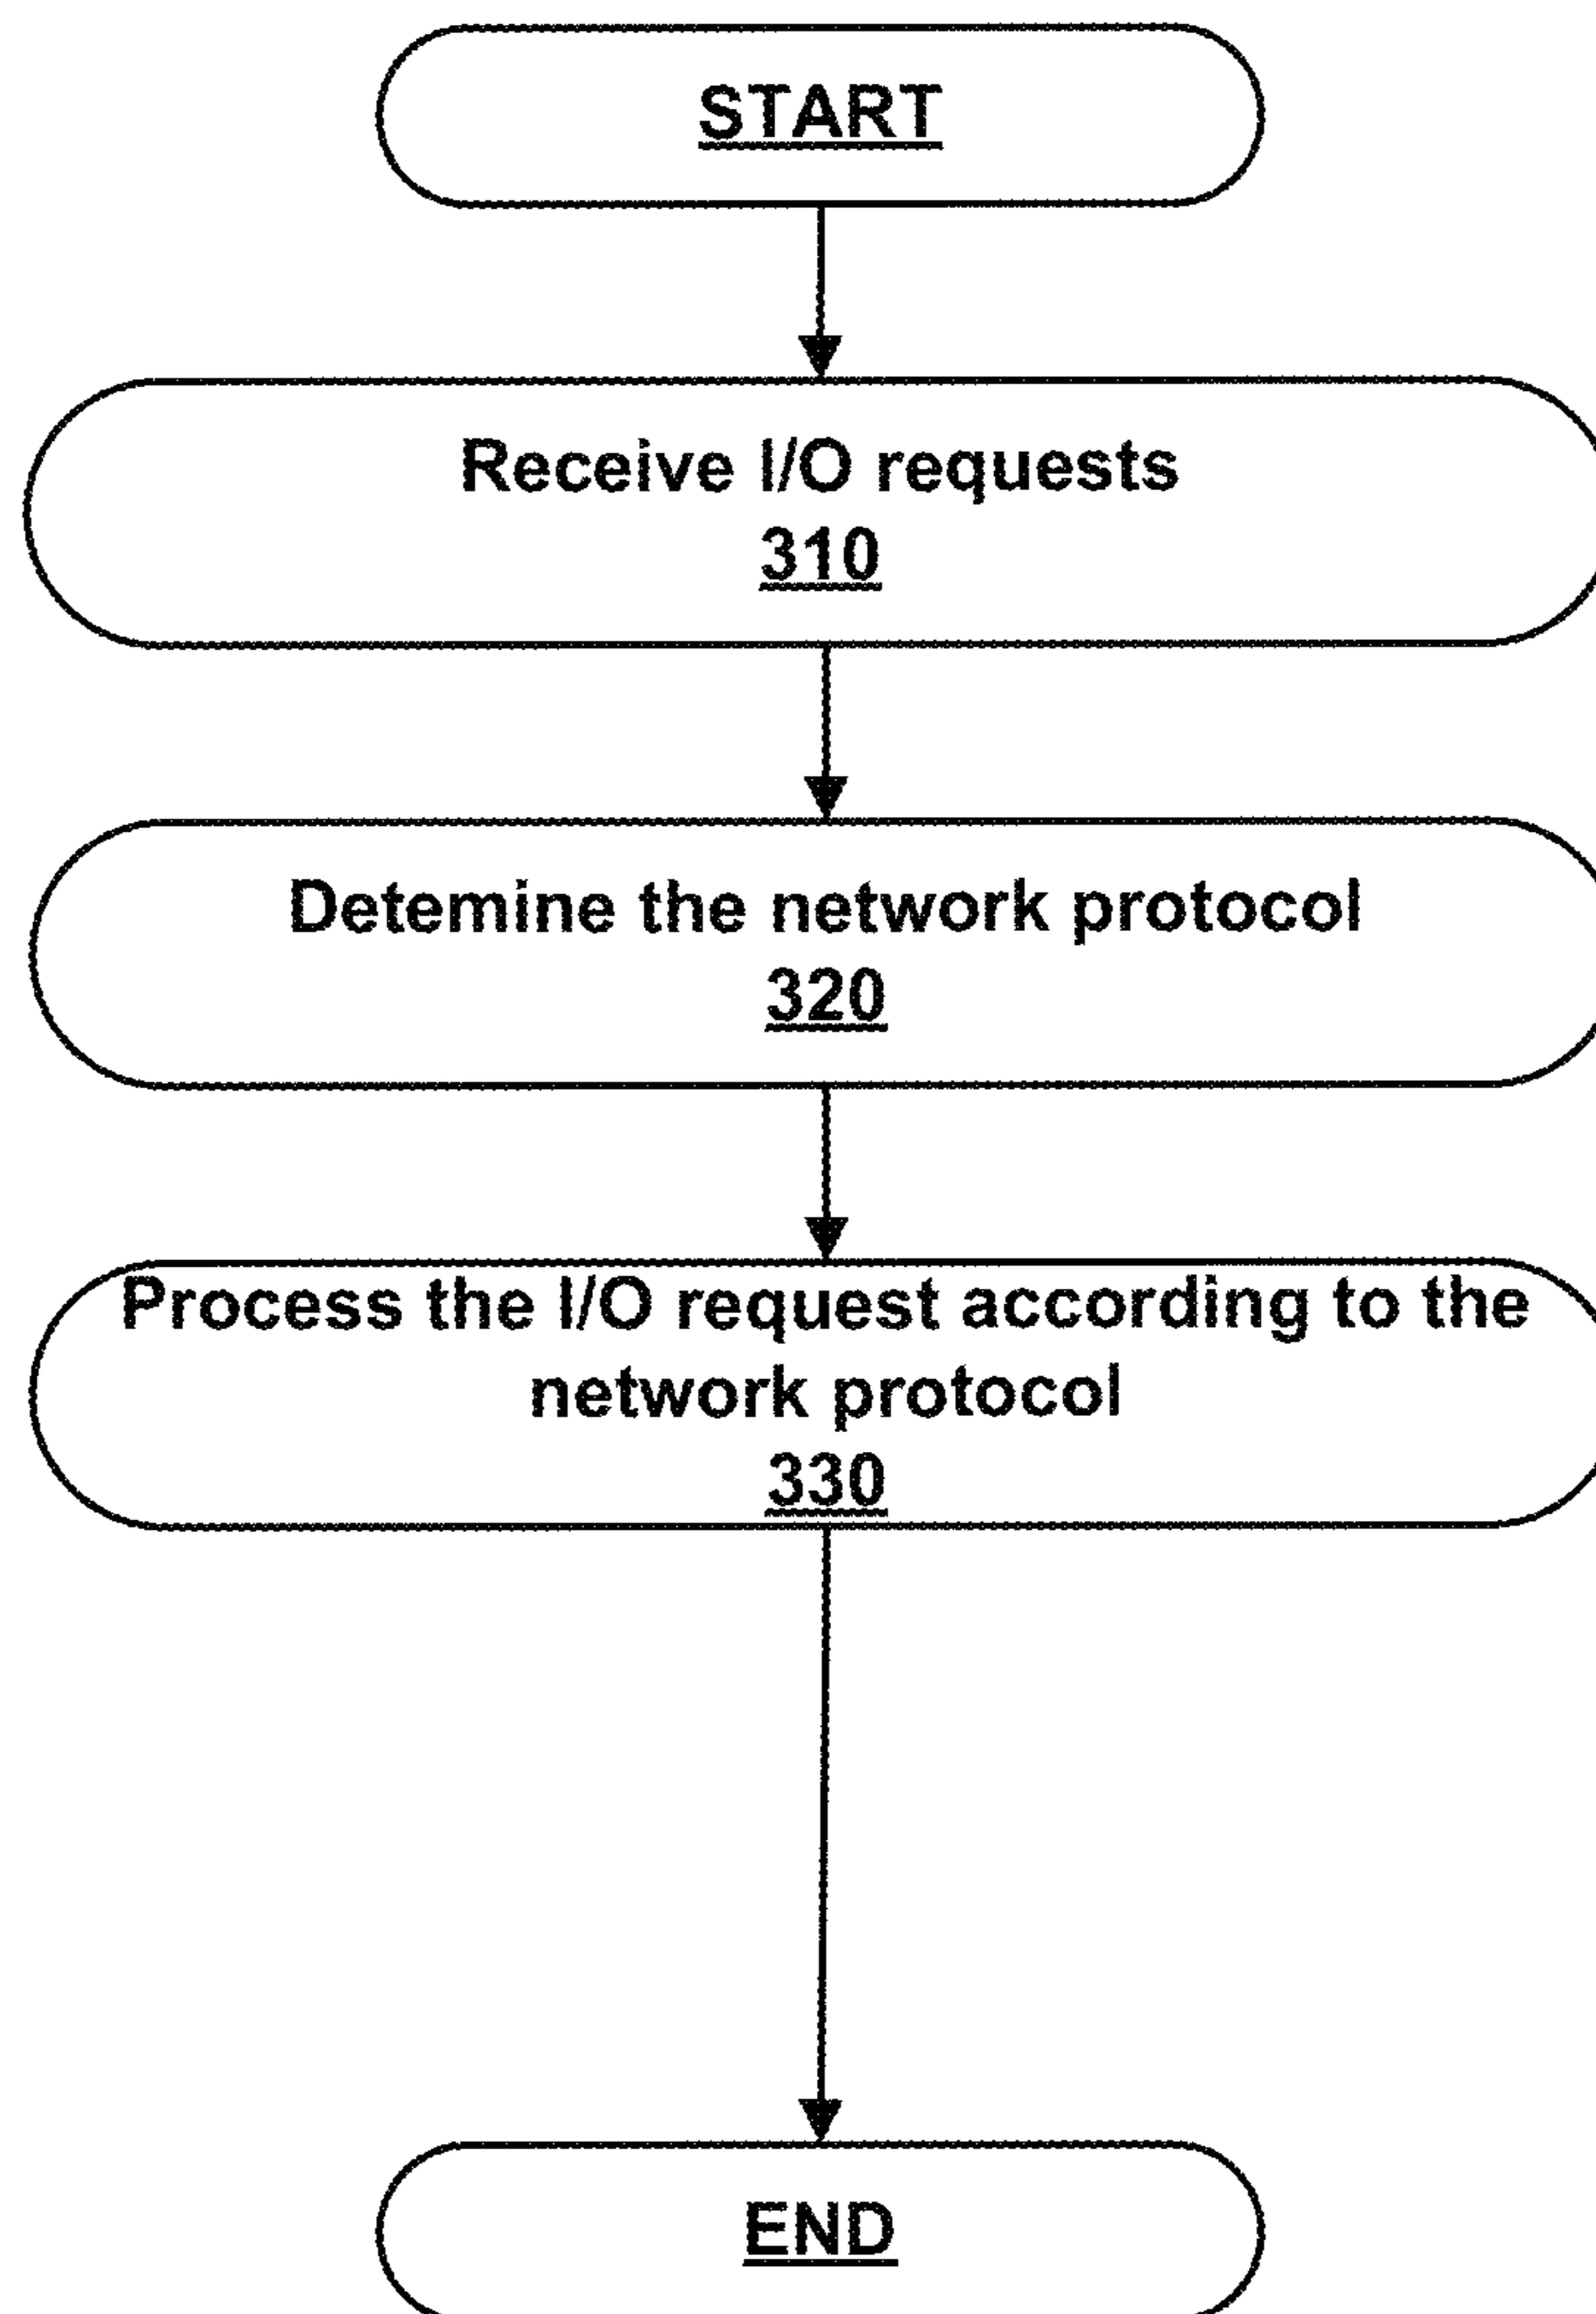 START
Receive I/O requests
310
Detemine the network protocol
320
Process the I/O request according to the
network protocol
330
END